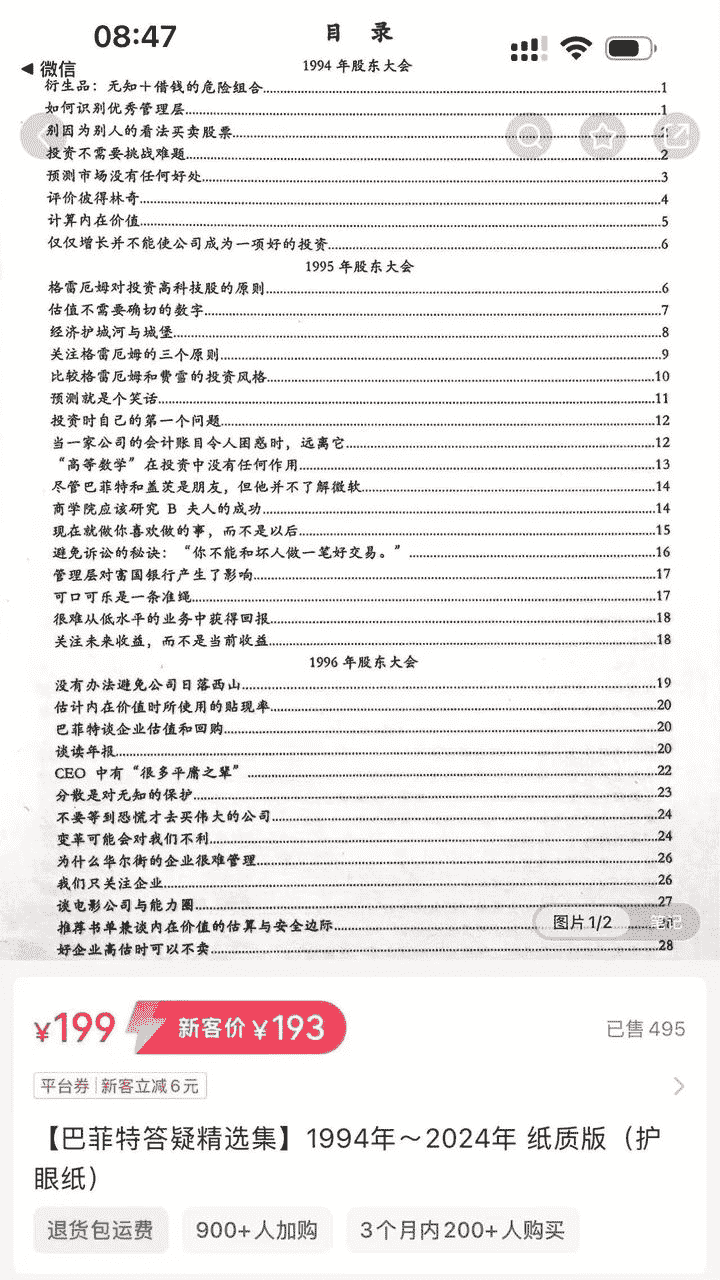 08:47
目 录
微信
1994 年股东大会
衍生品：无知＋借钱的危险组合........1
如何识别优秀管理层........1
别因为别人的看法买卖股票........2
投资不需要挑战难题........2
预测市场没有任何好处........3
评价彼得林奇........4
计算内在价值........5
仅仅增长并不能使公司成为一项好的投资........6
1995 年股东大会
格雷厄姆对投资高科技股的原则........6
估值不需要确切的数字........7
经济护城河与城堡........8
关注格雷厄姆的三个原则........9
比较格雷厄姆和费雪的投资风格........10
预测就是个笑话........11
投资时自己的第一个问题........12
当一家公司的会计账目令人困惑时，远离它........12
“高等数学”在投资中没有任何作用........13
尽管巴菲特和盖茨是朋友，但他并不了解微软........14
商学院应该研究 B 夫人的成功........14
现在就做你喜欢做的事，而不是以后........15
避免诉讼的秘诀：“你不能和坏人做一笔好交易。”........16
管理层对富国银行产生了影响........17
可口可乐是一条准绳........17
很难从低水平的业务中获得回报........18
关注未来收益，而不是当前收益........18
1996 年股东大会
没有办法避免公司日落西山........19
估计内在价值时所使用的贴现率........20
巴菲特谈企业估值和回购........20
谈读年报........20
CEO 中有“很多平庸之辈”........22
分散是对无知的保护........23
不要等到恐慌才去买伟大的公司........24
变革可能会对我们不利........24
为什么华尔街的企业很难管理........26
我们只关注企业........26
谈电影公司与能力圈........27
推荐书单兼谈内在价值的估算与安全边际........
图片1/2
笔记
好企业高估时可以不卖........28
¥199
新客价¥193
已售 495
平台券 新客立减6元
【巴菲特答疑精选集】1994年～2024年 纸质版（护
眼纸）
退货包运费
900+人加购
3个月内200+人购买